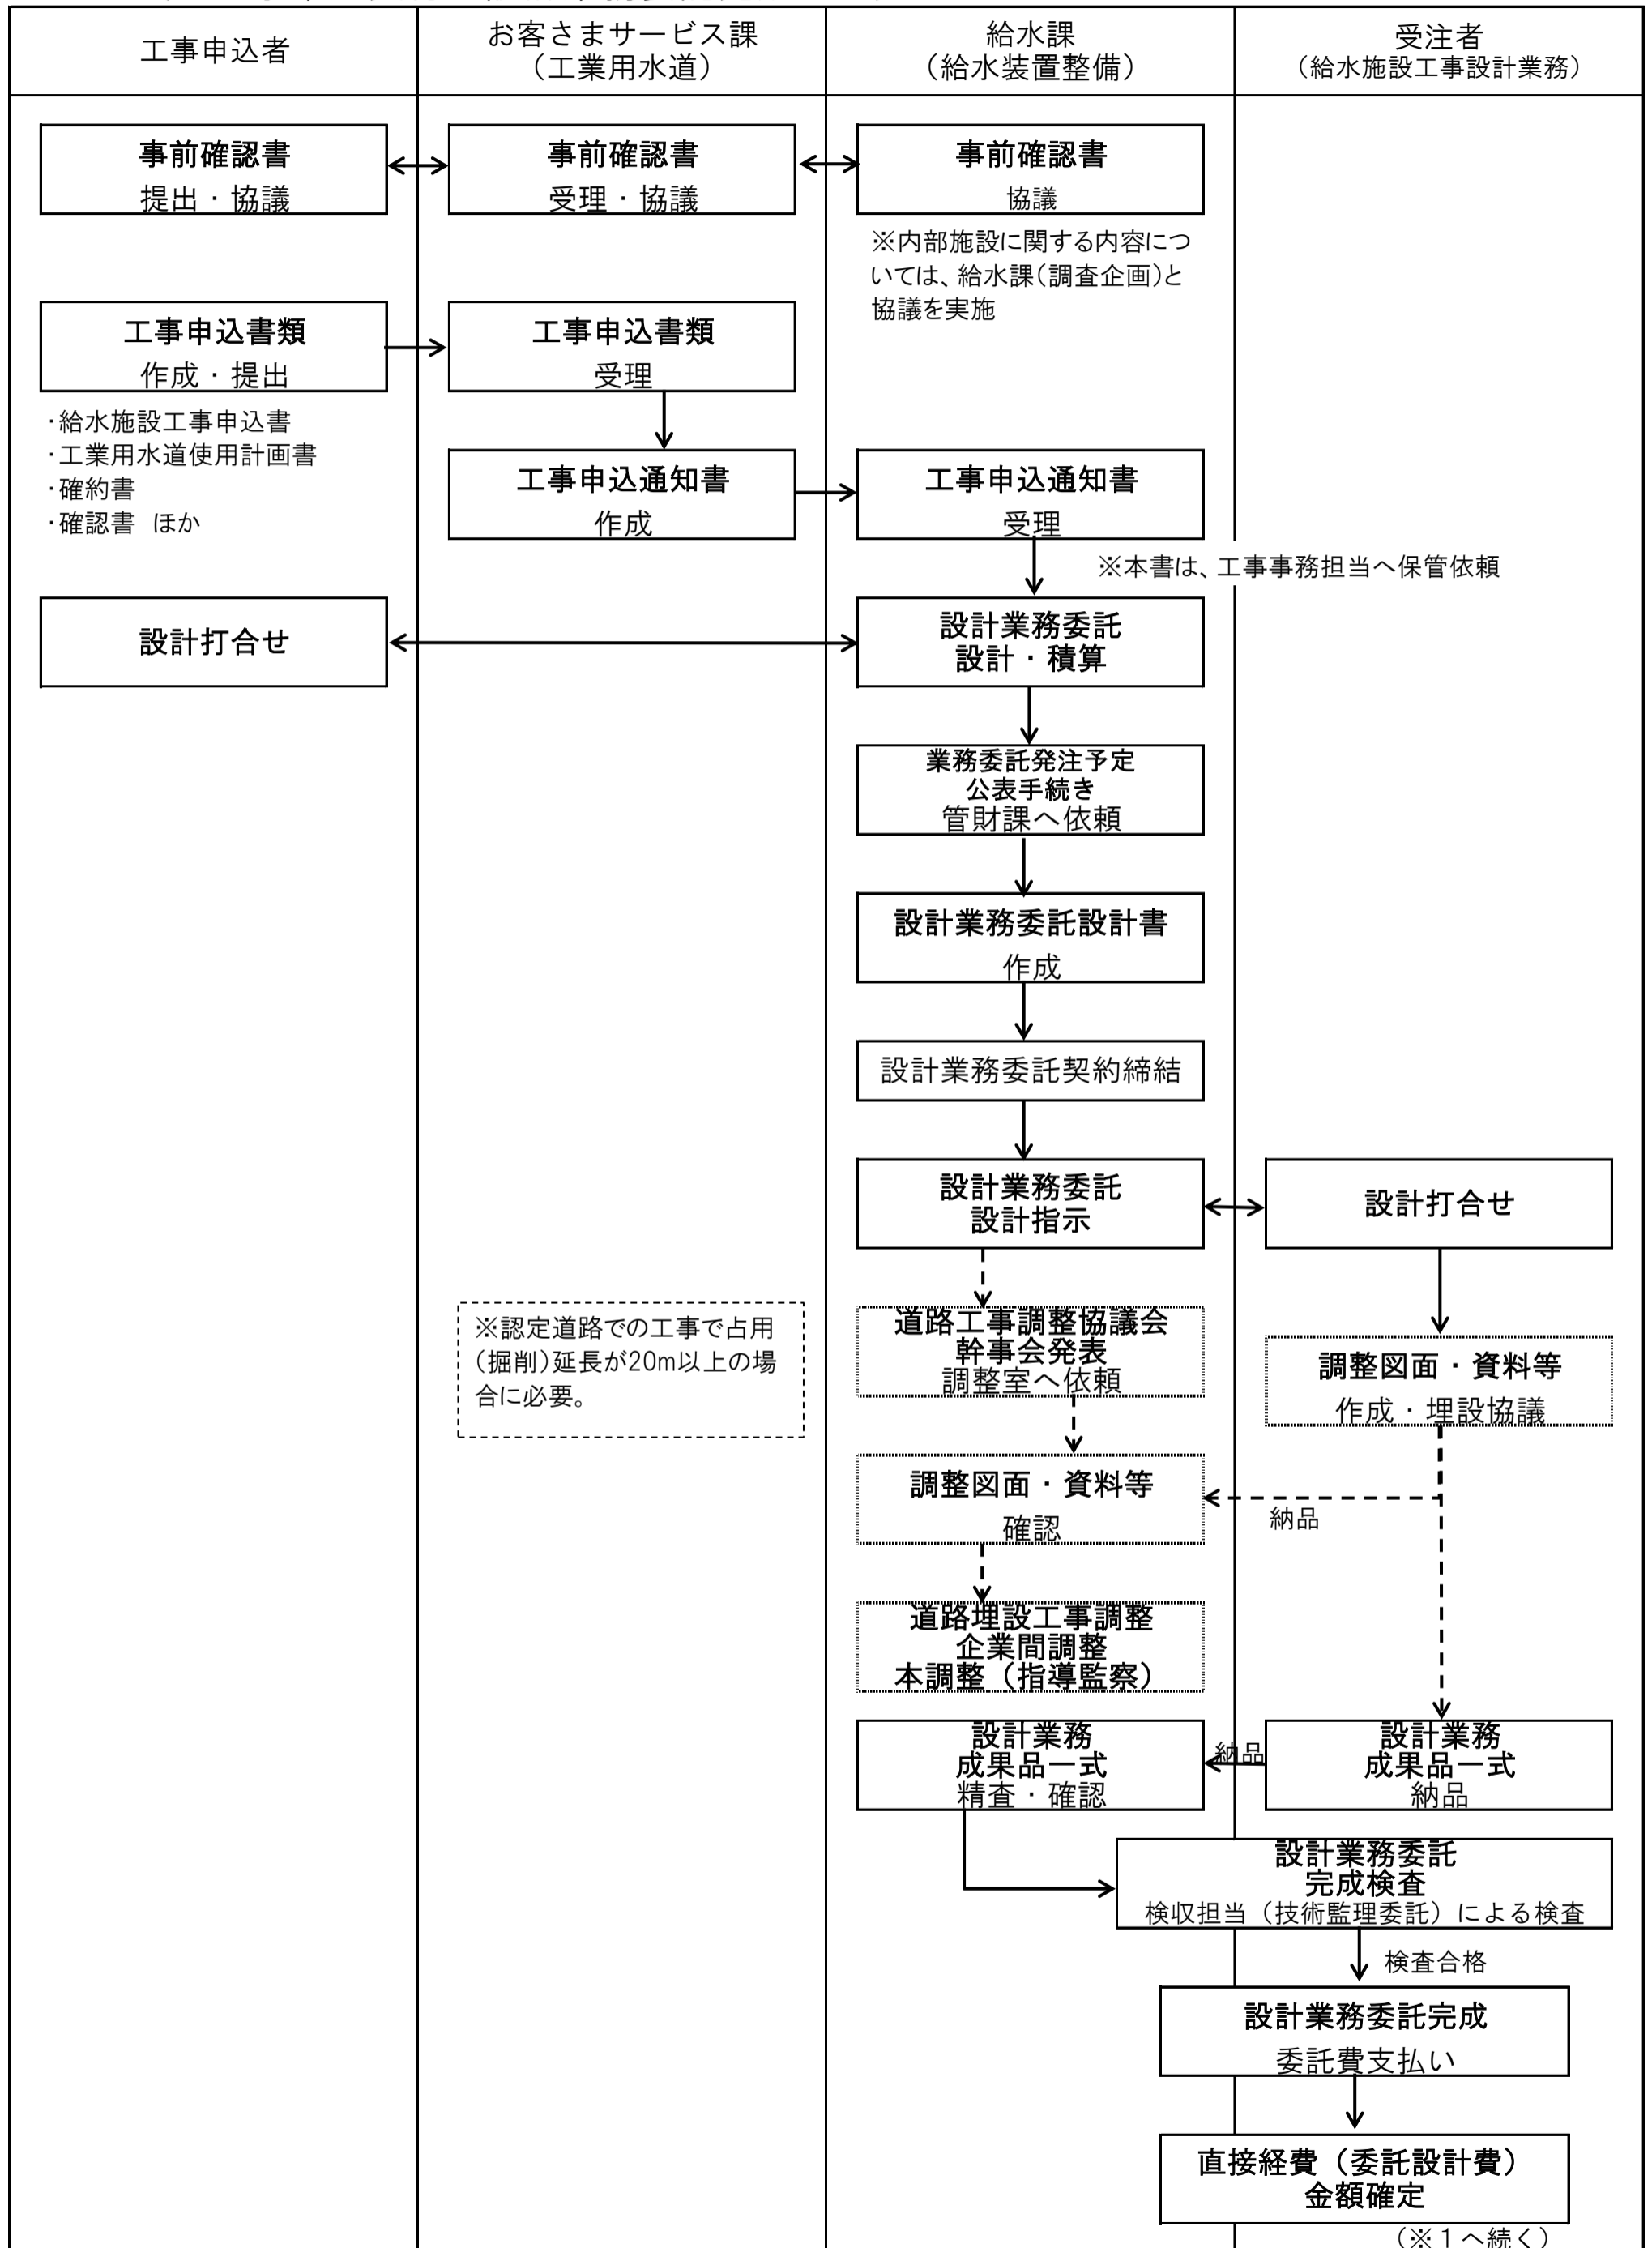 工事申込者
お客さまサービス課
（工業用水道）
給水課
（給水装置整備）
受注者
（給水施設工事設計業務）
事前確認書
提出・協議
事前確認書
受理・協議
事前確認書
協議
※内部施設に関する内容につ
いては、給水課（調査企画）と
協議を実施
工事申込書類
作成・提出
工事申込書類
受理
・給水施設工事申込書
・工業用水道使用計画書
・確約書
・確認書　ほか
工事申込通知書
作成
工事申込通知書
受理
※本書は、工事事務担当へ保管依頼
設計打合せ
設計業務委託
設計・積算
業務委託発注予定
公表手続き
管財課へ依頼
設計業務委託設計書
作成
設計業務委託契約締結
設計業務委託
設計指示
設計打合せ
※認定道路での工事で占用
（掘削）延長が20m以上の場
合に必要。
道路工事調整協議会
幹事会発表
調整室へ依頼
調整図面・資料等
作成・埋設協議
調整図面・資料等
確認
納品
道路埋設工事調整
企業間調整
本調整（指導監察）
設計業務
成果品一式
精査・確認
納品
設計業務
成果品一式
納品
設計業務委託
完成検査
検収担当（技術監理委託）による検査
検査合格
設計業務委託完成
委託費支払い
直接経費（委託設計費）
金額確定
（※１へ続く）